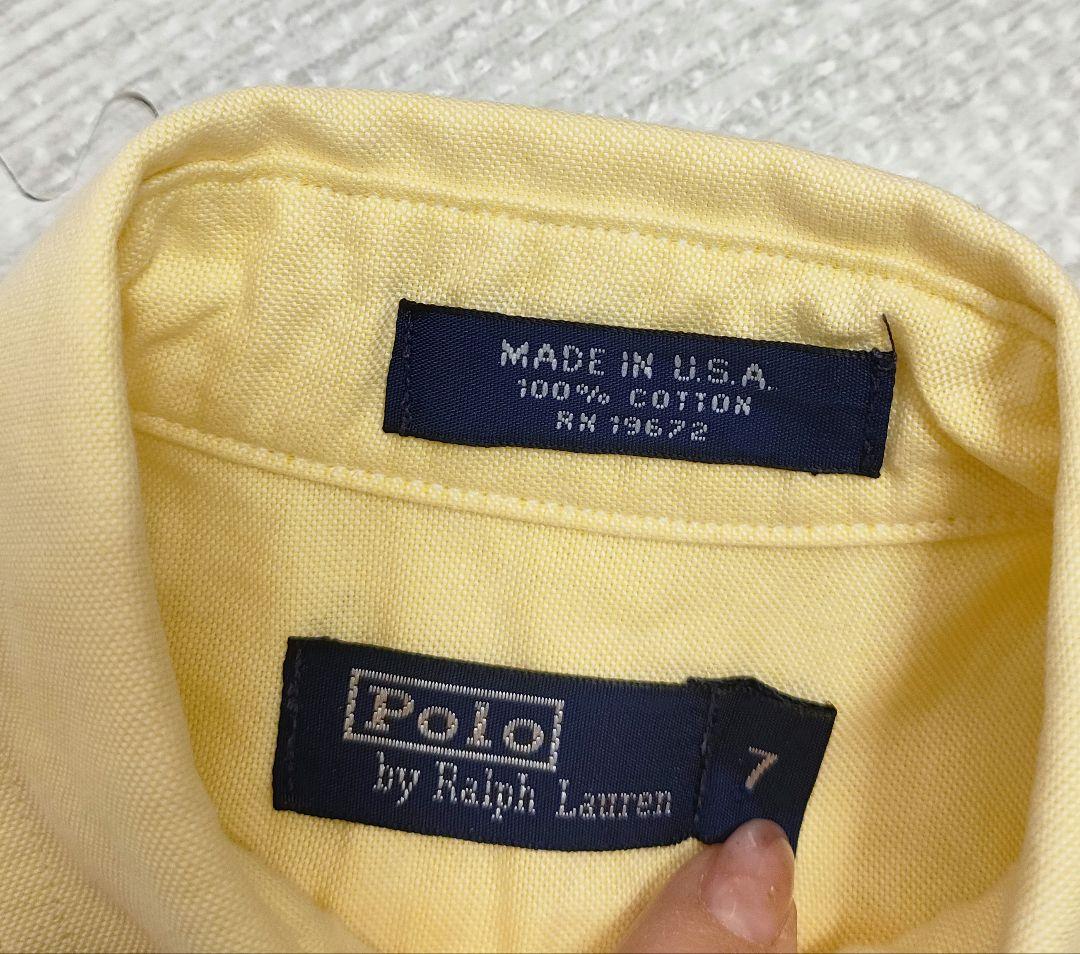 MADE IN U.S.A.
100% COTTON
RN 19672
Polo
by Ralph Lauren
7